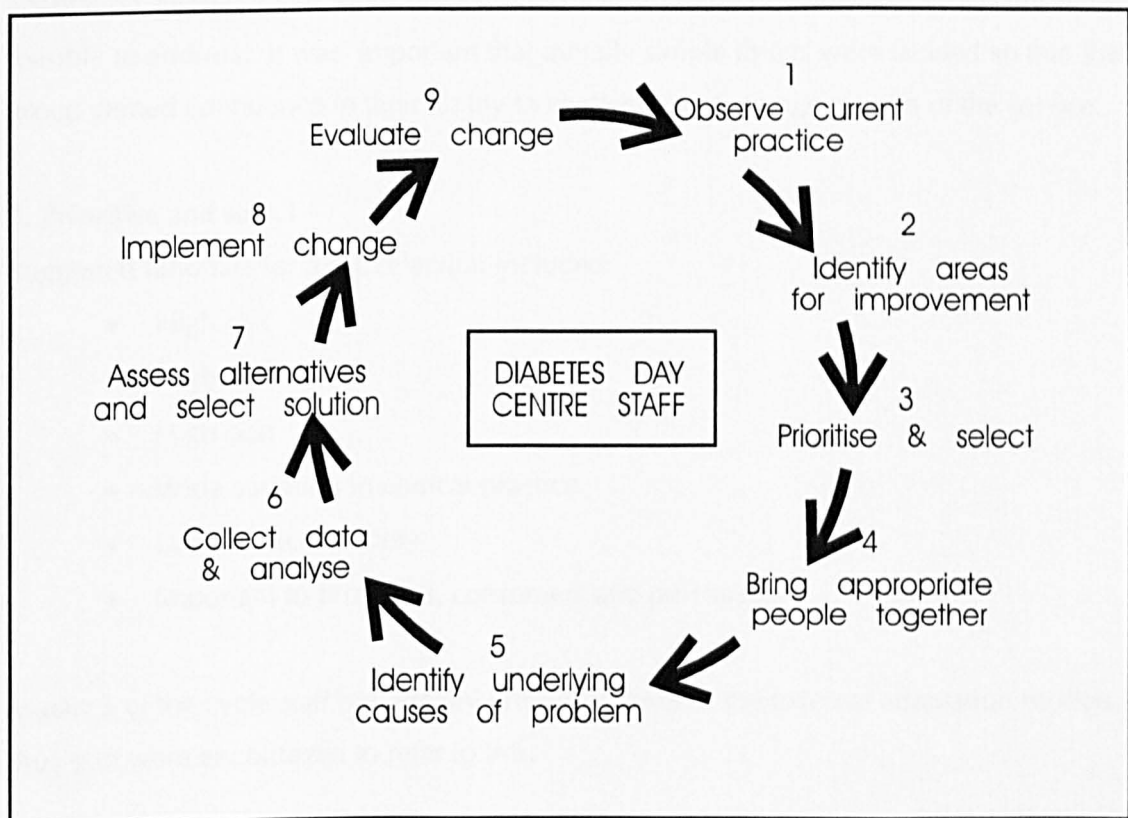 1
Observe current
practice
2
Identify areas
for improvement
3
Prioritise & select
4
Bring appropriate
people together
5
Identify underlying
causes of problem
6
Collect data
& analyse
7
Assess alternatives
and select solution
8
Implement change
9
Evaluate change
DIABETES DAY
CENTRE STAFF